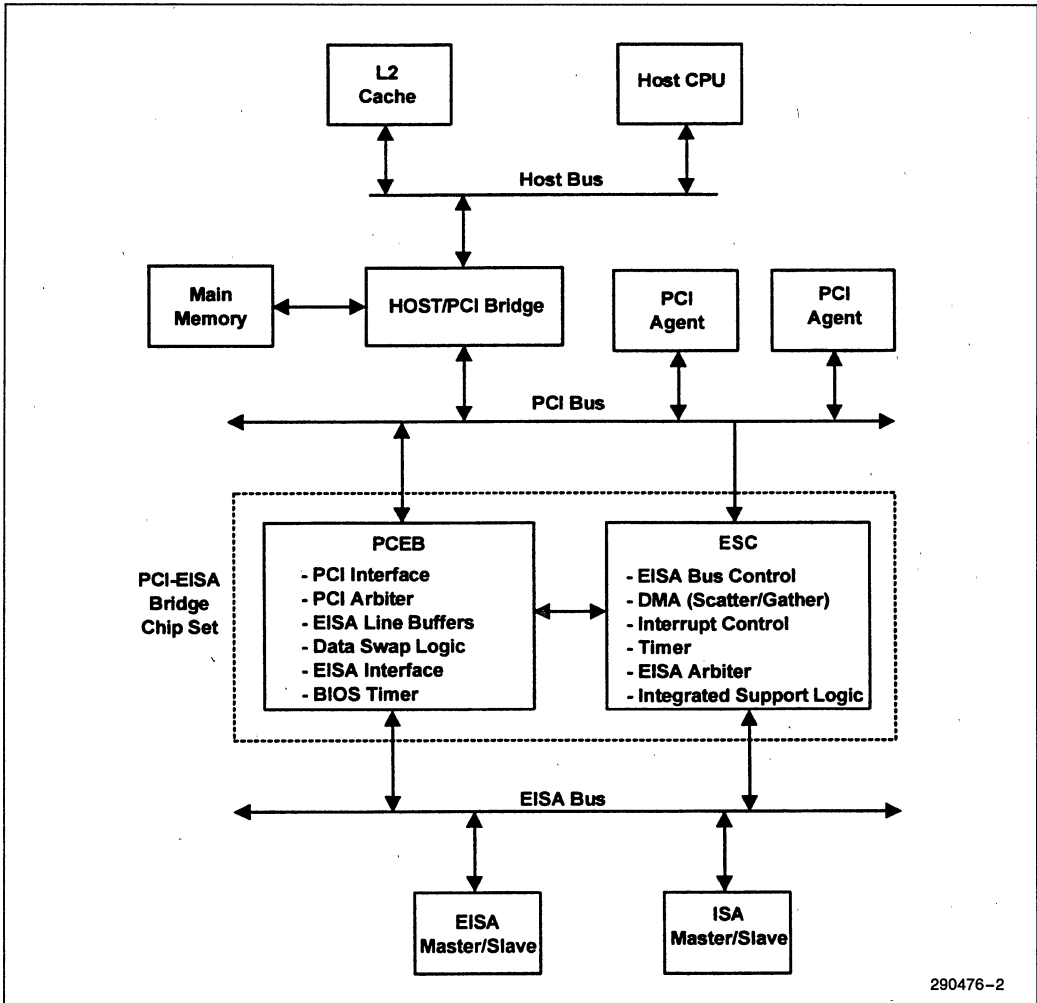 L2
Cache
Host CPU
Host Bus
Main
Memory
HOST/PCI Bridge
PCI
Agent
PCI
Agent
PCI Bus
PCI-EISA
Bridge
Chip Set
PCEB
- PCI Interface
- PCI Arbiter
- EISA Line Buffers
- Data Swap Logic
- EISA Interface
- BIOS Timer
ESC
- EISA Bus Control
- DMA (Scatter/Gather)
- Interrupt Control
- Timer
- EISA Arbiter
- Integrated Support Logic
EISA Bus
EISA
Master/Slave
ISA
Master/Slave
290476-2